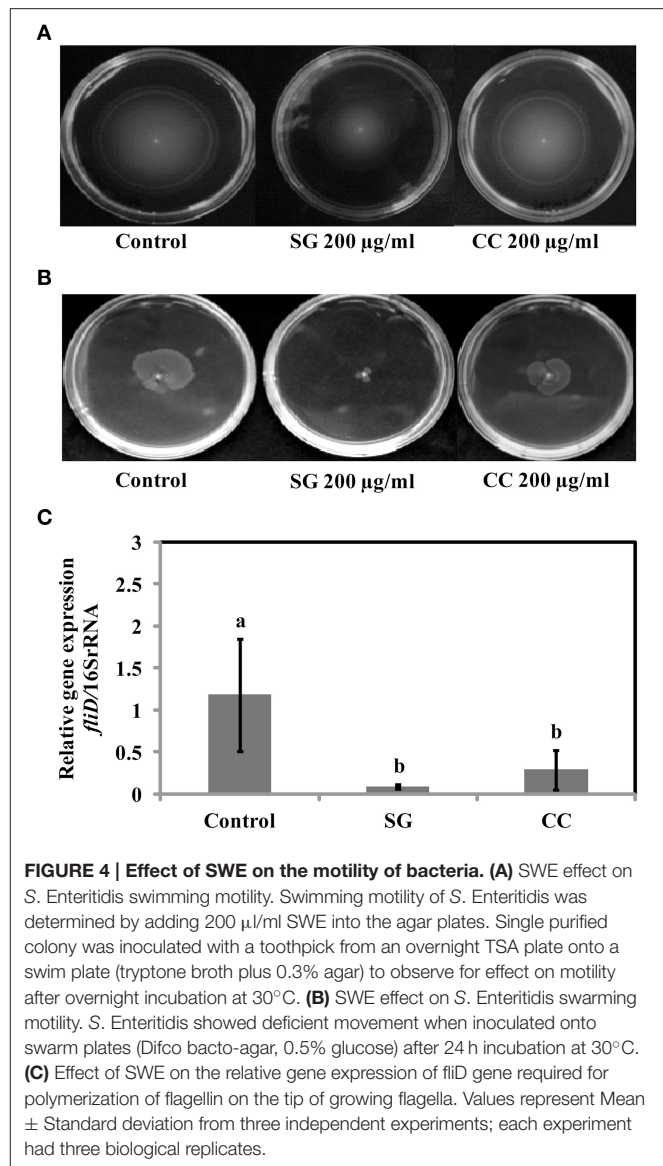 A
Control
SG 200 µg/ml
CC 200 µg/ml
B
Control
SG 200 µg/ml
CC 200 µg/ml
C
Relative gene expression
fliD/16SrRNA
3
2.5
2
1.5
1
0.5
0
a
b
b
Control
SG
CC
FIGURE 4 | Effect of SWE on the motility of bacteria. (A) SWE effect on
S. Enteritidis swimming motility. Swimming motility of S. Enteritidis was
determined by adding 200 µl/ml SWE into the agar plates. Single purified
colony was inoculated with a toothpick from an overnight TSA plate onto a
swim plate (tryptone broth plus 0.3% agar) to observe for effect on motility
after overnight incubation at 30°C. (B) SWE effect on S. Enteritidis swarming
motility. S. Enteritidis showed deficient movement when inoculated onto
swarm plates (Difco bacto-agar, 0.5% glucose) after 24 h incubation at 30°C.
(C) Effect of SWE on the relative gene expression of fliD gene required for
polymerization of flagellin on the tip of growing flagella. Values represent Mean
± Standard deviation from three independent experiments; each experiment
had three biological replicates.